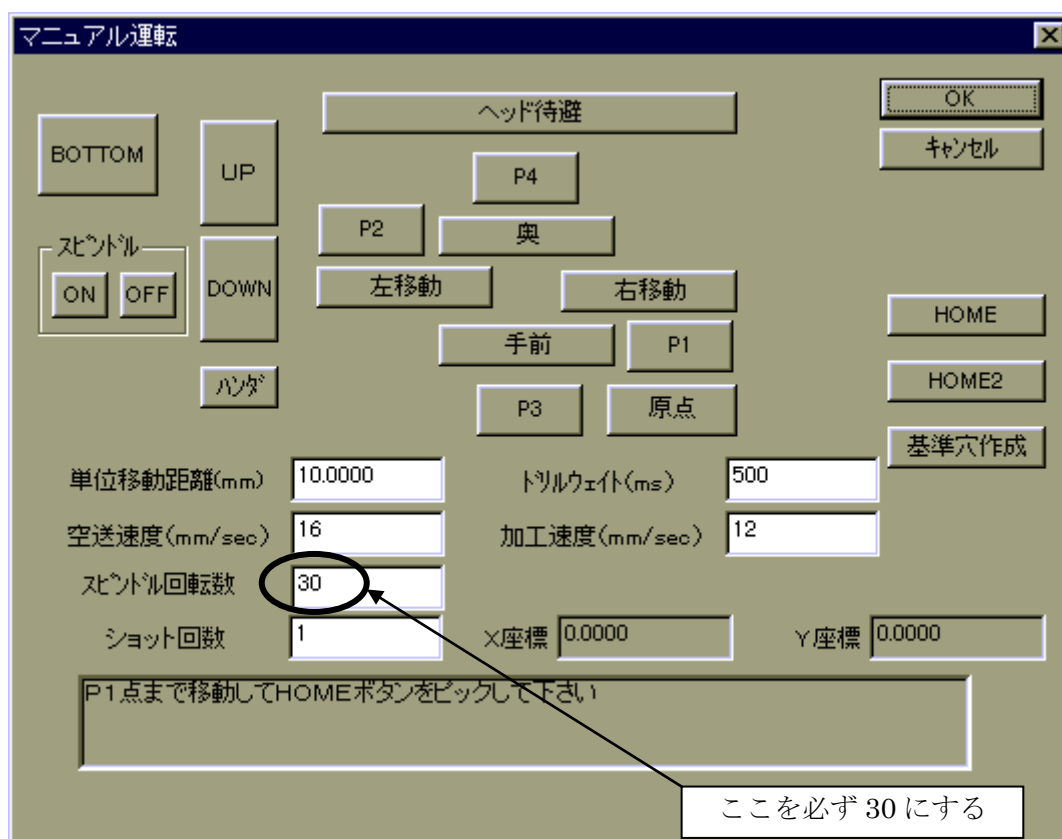 マニュアル運転
ヘッド待避
OK
キャンセル
BOTTOM
UP
P4
P2
奥
スピンドル
ON
OFF
DOWN
左移動
右移動
HOME
手前
P1
ハンダ
HOME2
P3
原点
基準穴作成
単位移動距離(mm)
10.0000
ドリルウェイト(ms)
500
空送速度(mm/sec)
16
加工速度(mm/sec)
12
スピンドル回転数
30
ショット回数
1
X座標
0.0000
Y座標
0.0000
P1点まで移動してHOMEボタンをピックして下さい
ここを必ず 30 にする